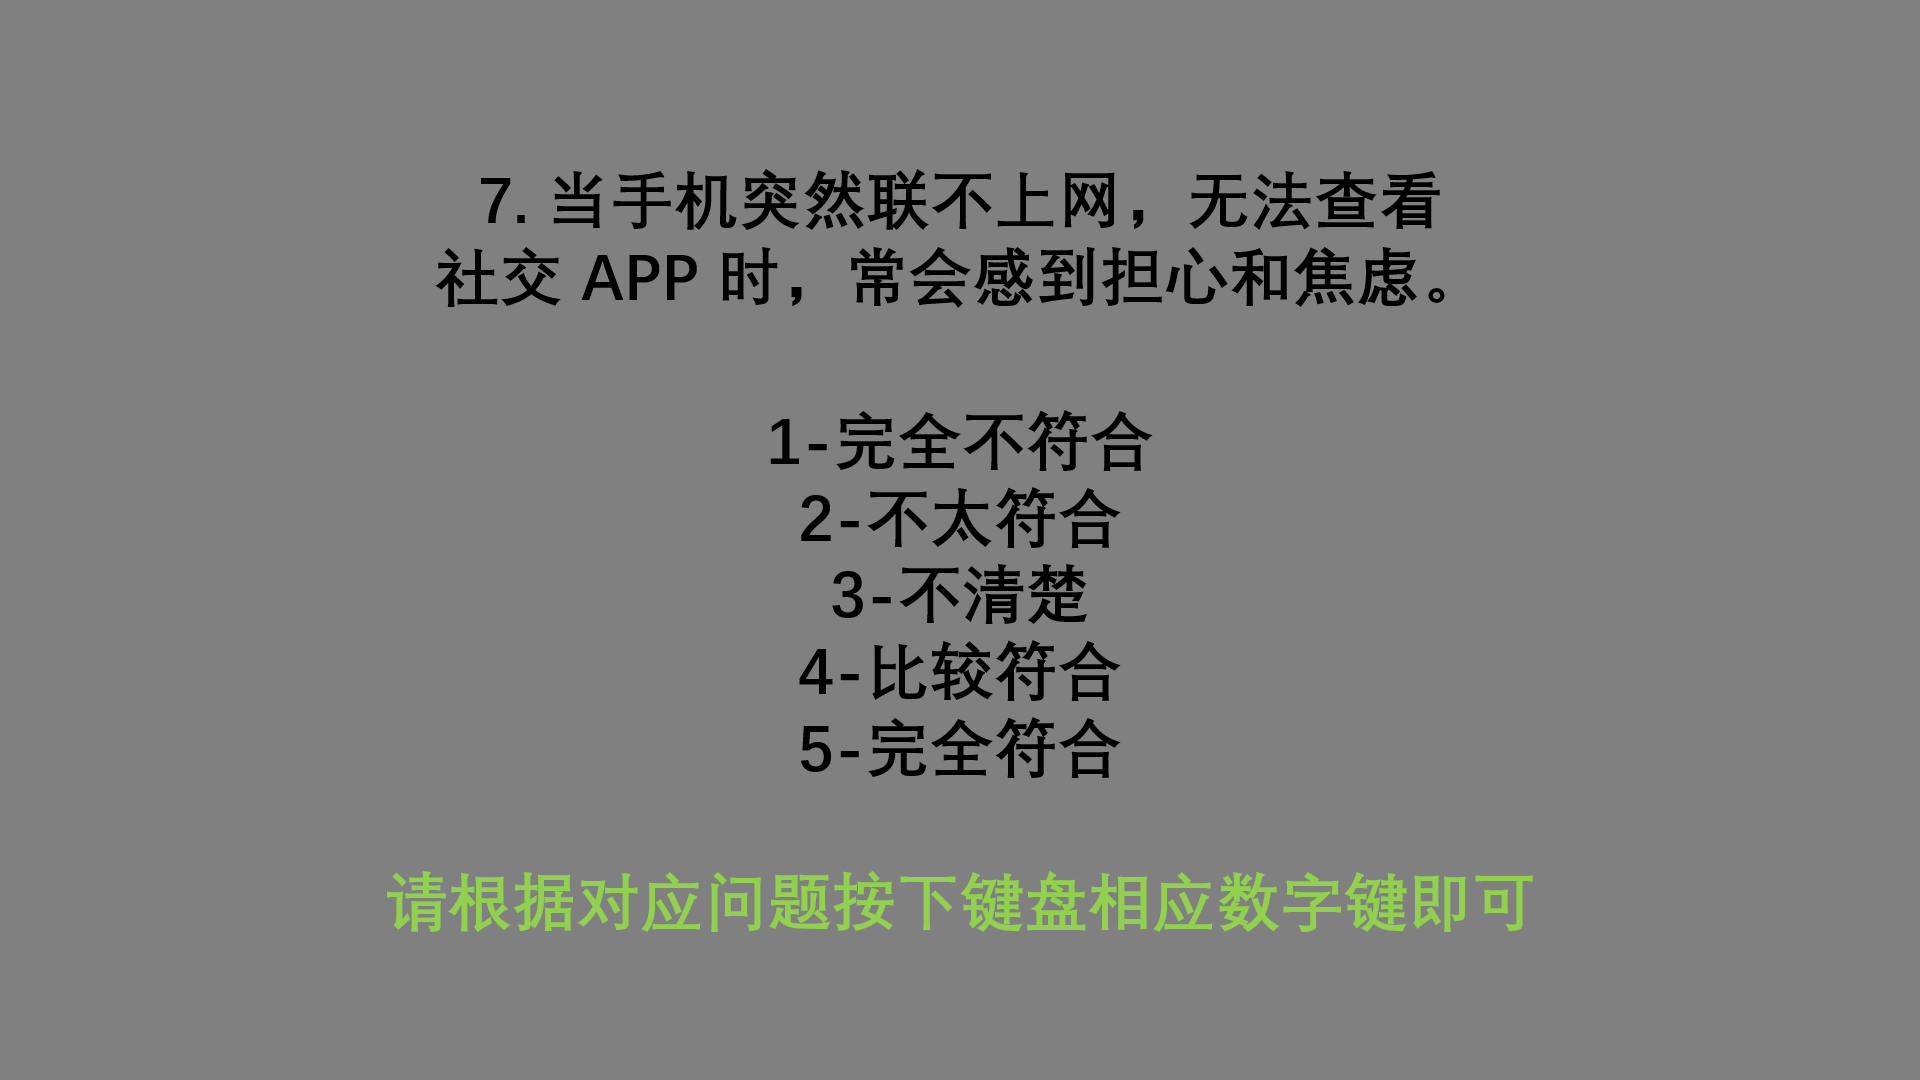 7. 当手机突然联不上网，无法查看
社交 APP 时，常会感到担心和焦虑。
1-完全不符合
2-不太符合
3-不清楚
4-比较符合
5-完全符合
请根据对应问题按下键盘相应数字键即可